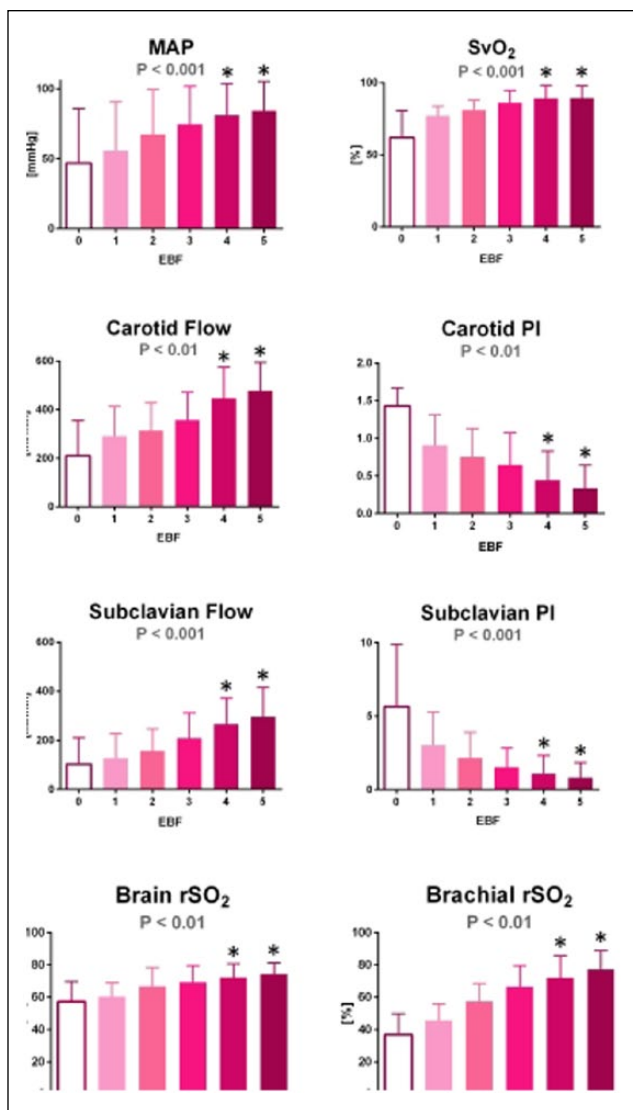 MAP
P < 0.001
* *
100
50
0
[mmHg]
0 1 2 3 4 5
EBF
SvO₂
P < 0.001
* *
100
50
0
[%]
0 1 2 3 4 5
EBF
Carotid Flow
P < 0.01
* *
600
400
200
0
0 1 2 3 4 5
EBF
Carotid PI
P < 0.01
* *
2.0
1.5
1.0
0.5
0.0
0 1 2 3 4 5
EBF
Subclavian Flow
P < 0.001
* *
600
400
200
0
0 1 2 3 4 5
EBF
Subclavian PI
P < 0.001
* *
10
5
0
0 1 2 3 4 5
EBF
Brain rSO₂
P < 0.01
* *
100
80
60
40
20
Brachial rSO₂
P < 0.01
* *
100
80
60
40
20
[%]